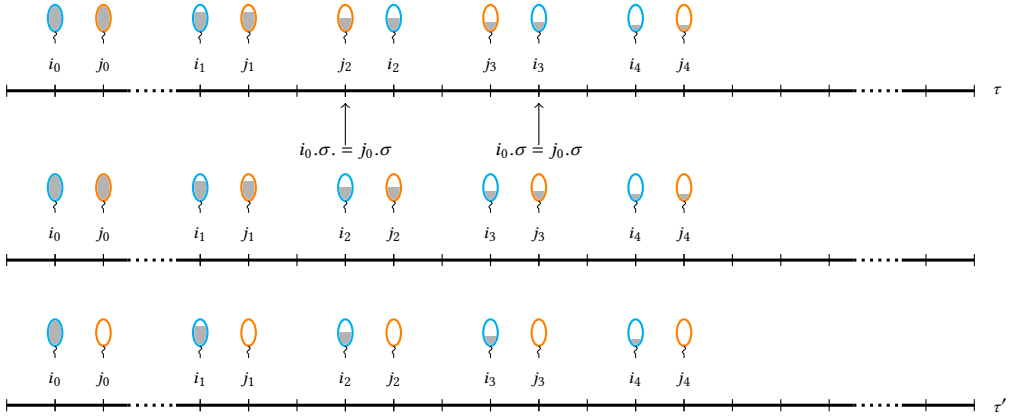 i₀ j₀ i₁ j₁ j₂ i₂ j₃ i₃ i₄ j₄
τ
i₀.σ. = j₀.σ i₀.σ = j₀.σ
i₀ j₀ i₁ j₁ i₂ j₂ i₃ j₃ i₄ j₄
i₀ j₀ i₁ j₁ i₂ j₂ i₃ j₃ i₄ j₄
τ′